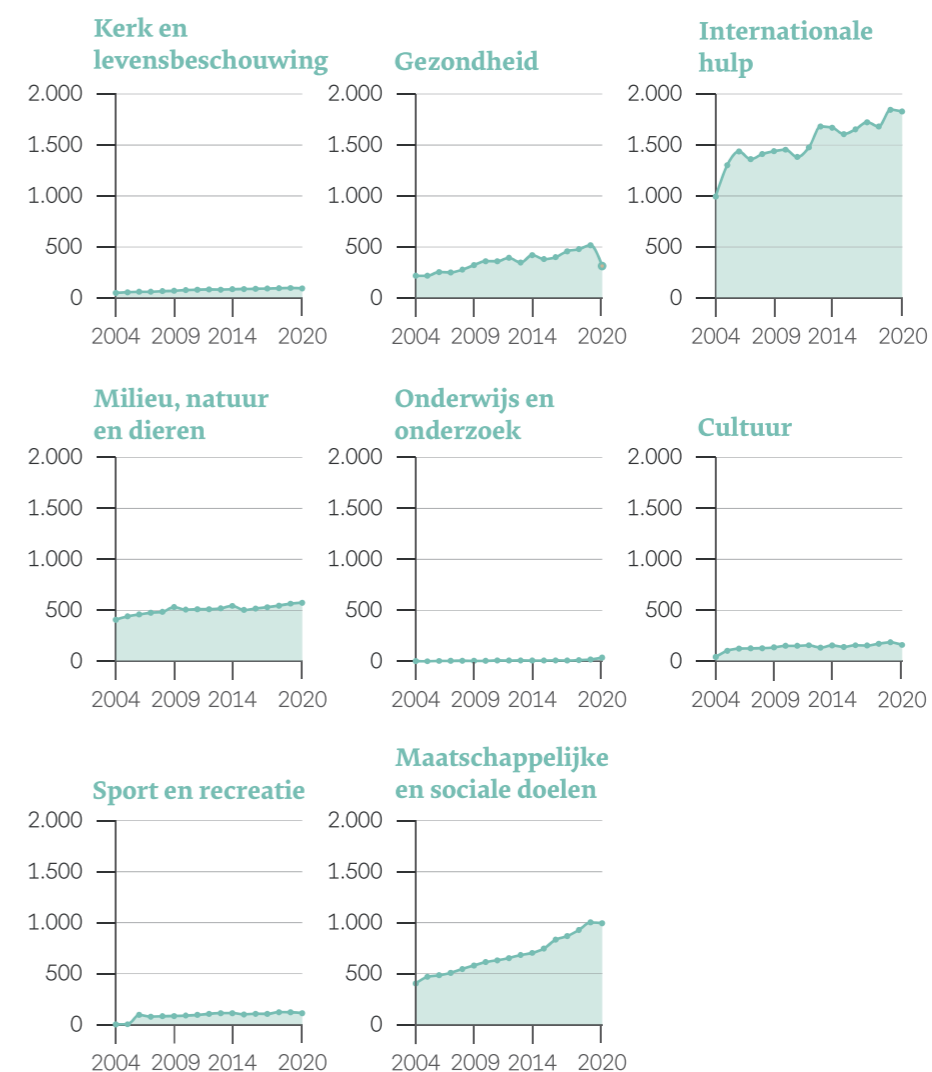 Kerk en
levensbeschouwing
2.000
1.500
1.000
500
0
2004 2009 2014 2020
Gezondheid
2.000
1.500
1.000
500
0
2004 2009 2014 2020
Internationale
hulp
2.000
1.500
1.000
500
0
2004 2009 2014 2020
Milieu, natuur
en dieren
2.000
1.500
1.000
500
0
2004 2009 2014 2020
Onderwijs en
onderzoek
2.000
1.500
1.000
500
0
2004 2009 2014 2020
Cultuur
2.000
1.500
1.000
500
0
2004 2009 2014 2020
Sport en recreatie
2.000
1.500
1.000
500
0
2004 2009 2014 2020
Maatschappelijke
en sociale doelen
2.000
1.500
1.000
500
0
2004 2009 2014 2020